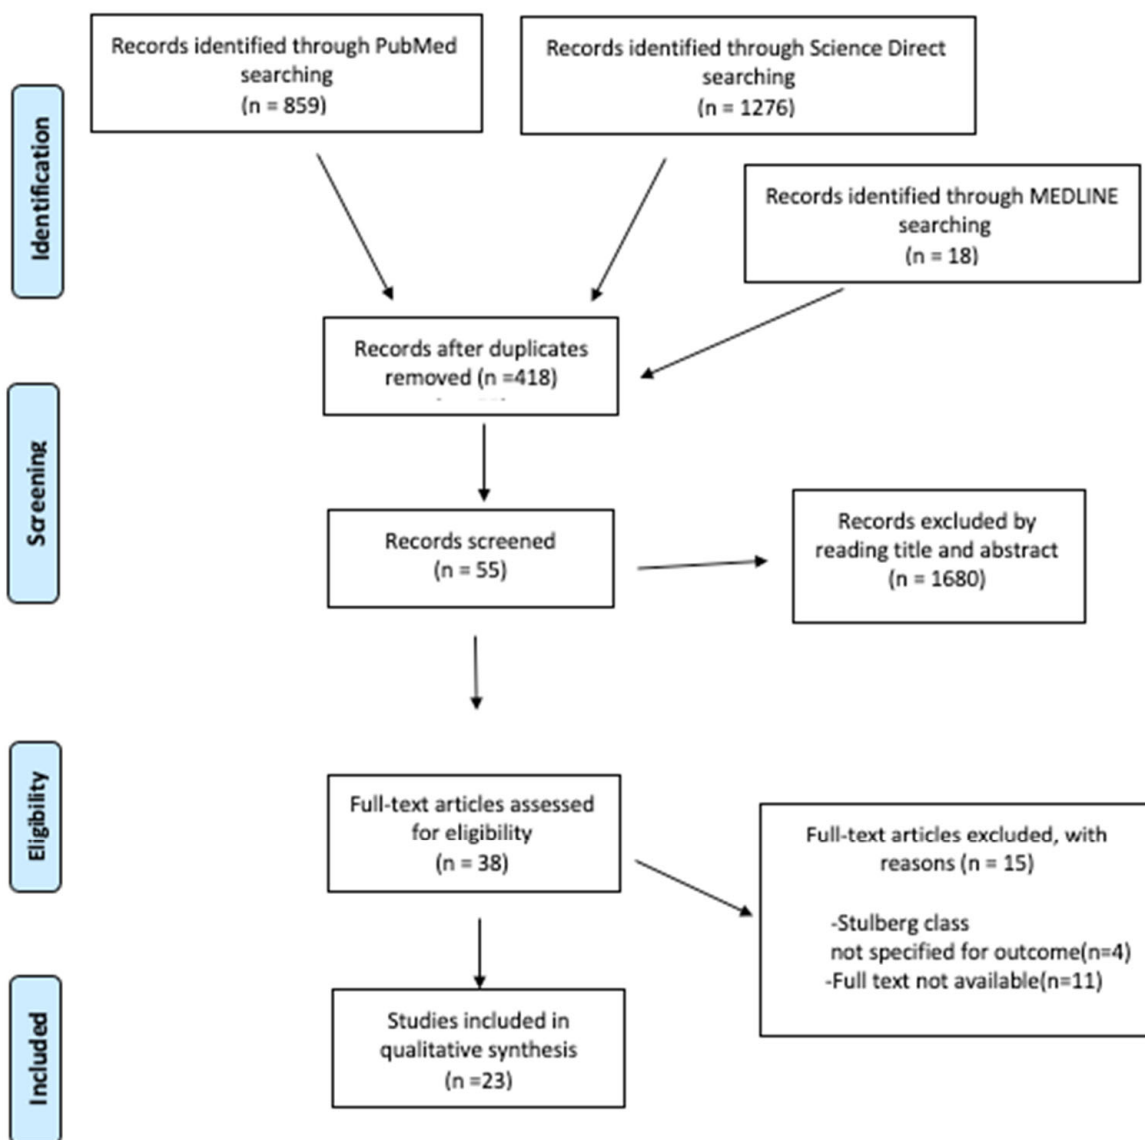 Records identified through PubMed
searching
(n = 859)
Records identified through Science Direct
searching
(n = 1276)
Identification
Records identified through MEDLINE
searching
(n = 18)
Records after duplicates
removed (n =418)
Screening
Records screened
(n = 55)
Records excluded by
reading title and abstract
(n = 1680)
Eligibility
Full-text articles assessed
for eligibility
(n = 38)
Full-text articles excluded, with
reasons (n = 15)
-Stulberg class
not specified for outcome(n=4)
-Full text not available(n=11)
Included
Studies included in
qualitative synthesis
(n =23)